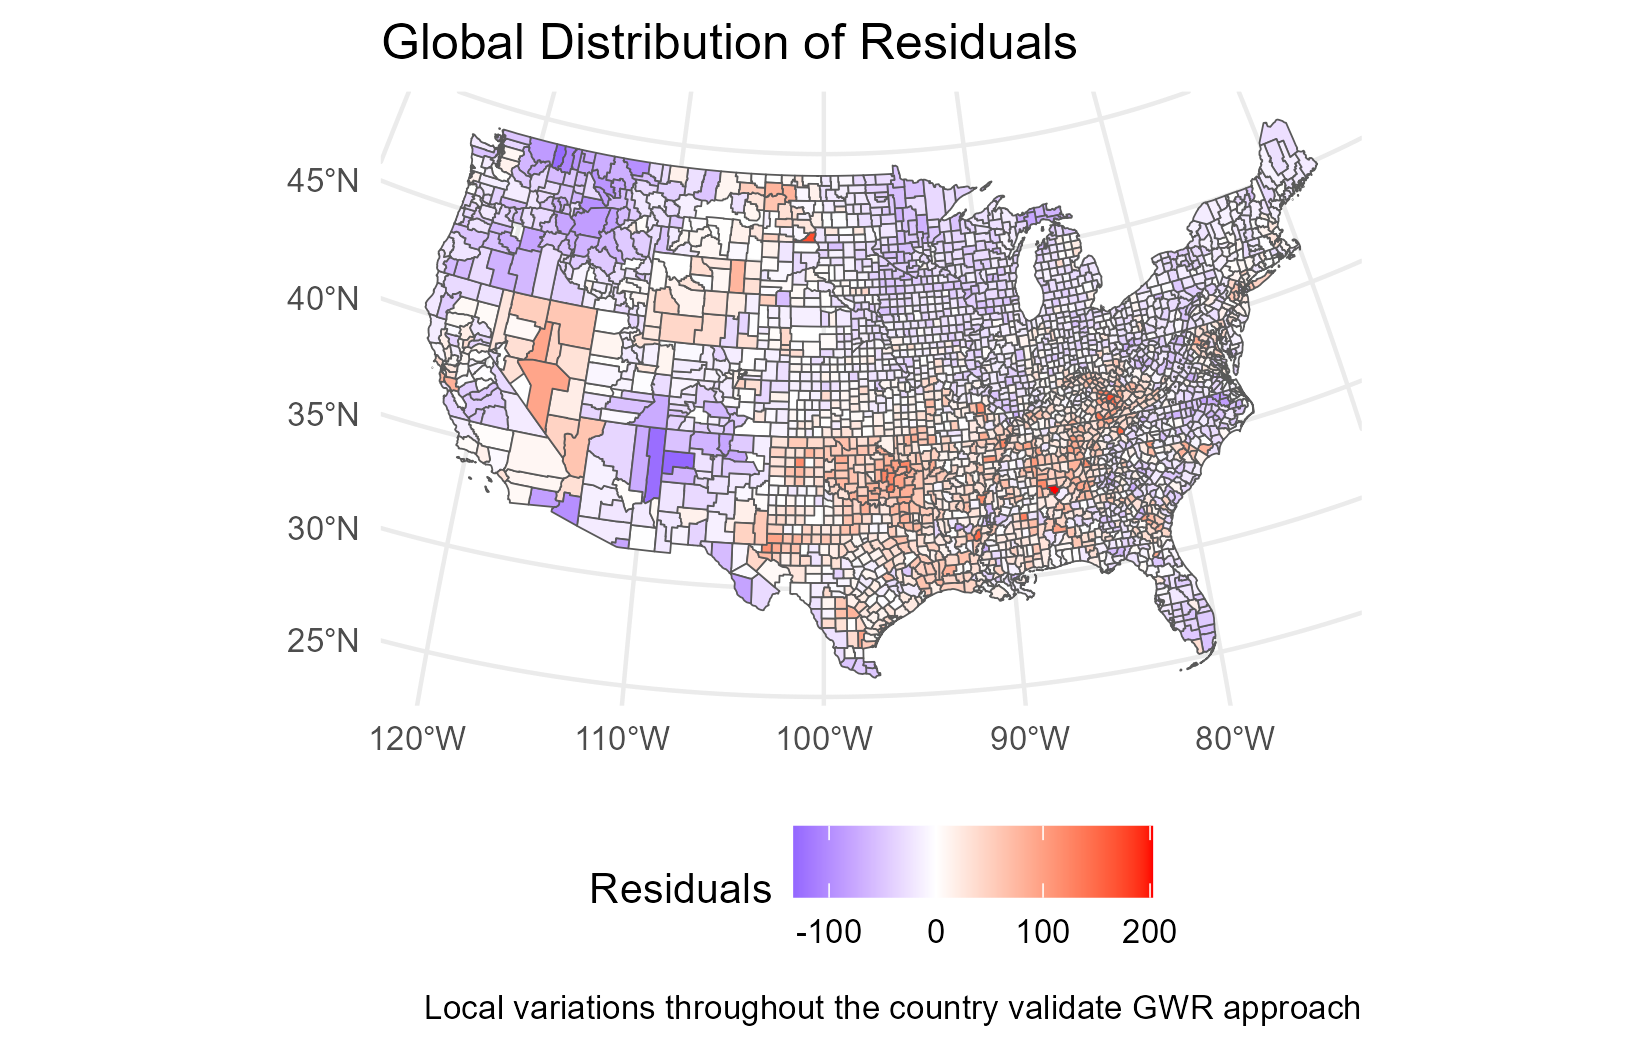 Global Distribution of Residuals
45°N
40°N
35°N
30°N
25°N
120°W 110°W 100°W 90°W 80°W
Residuals
-100 0 100 200
Local variations throughout the country validate GWR approach